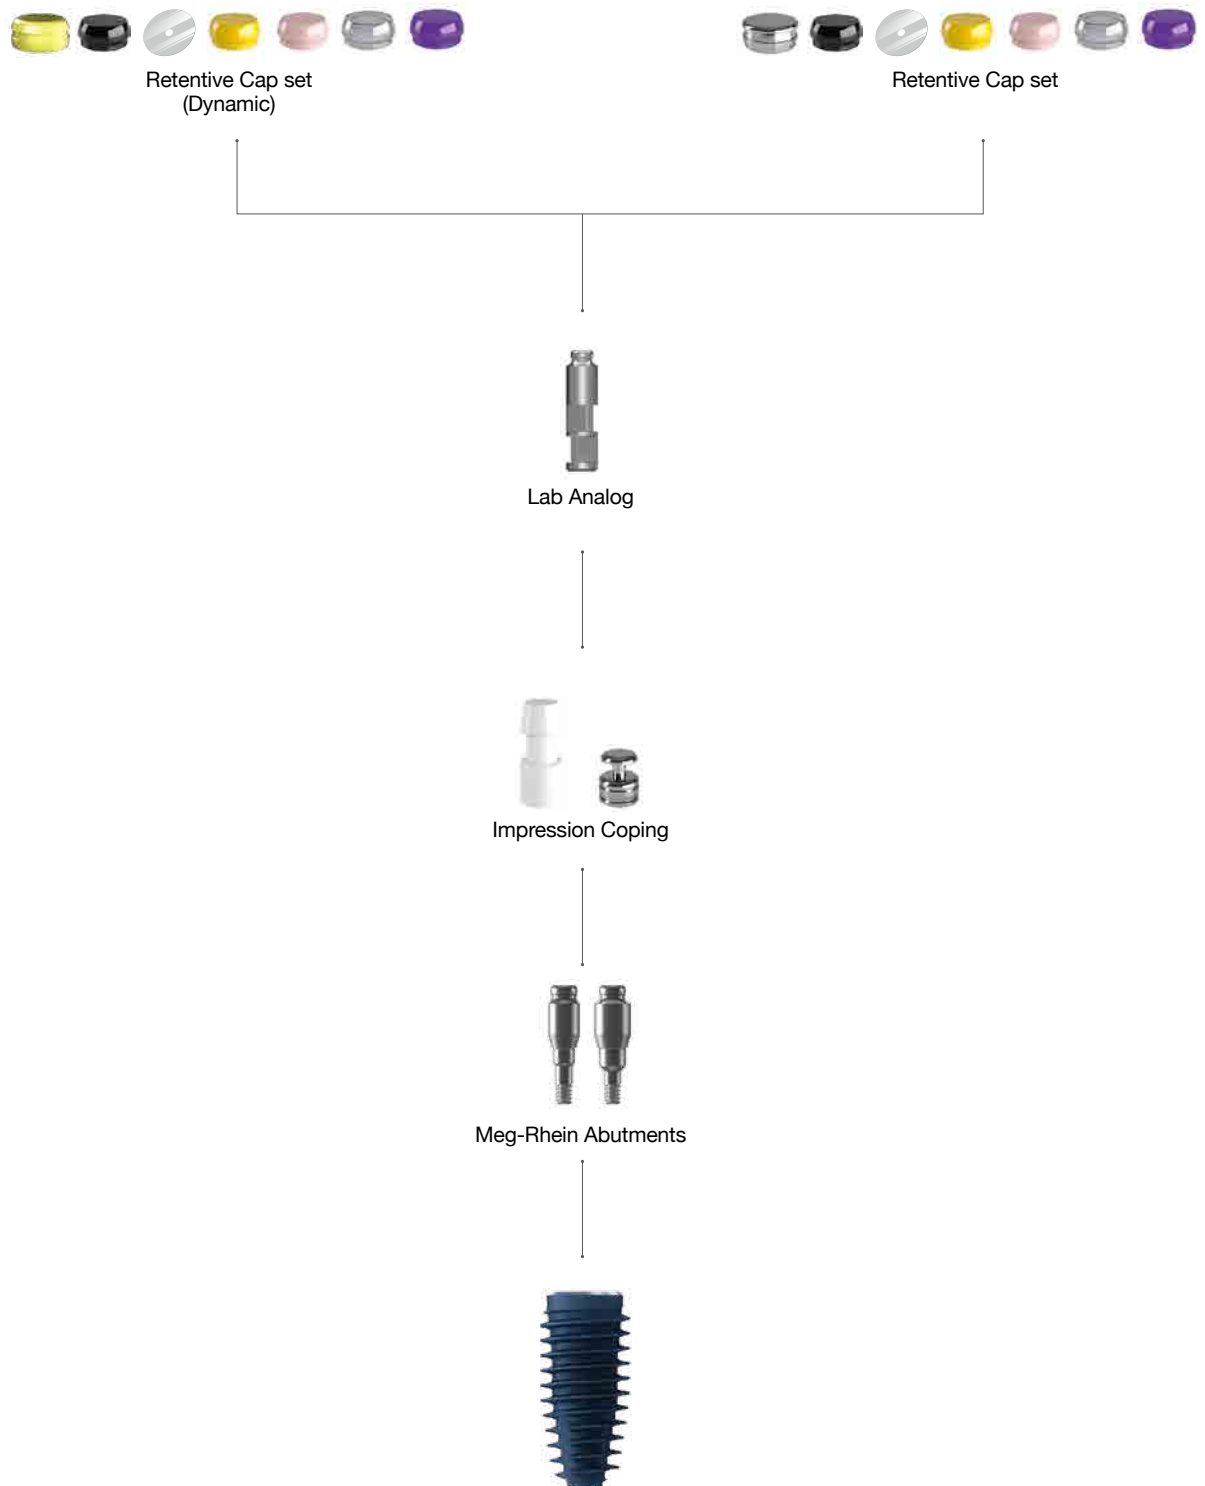 Retentive Cap set
(Dynamic)
Retentive Cap set
Lab Analog
Impression Coping
Meg-Rhein Abutments